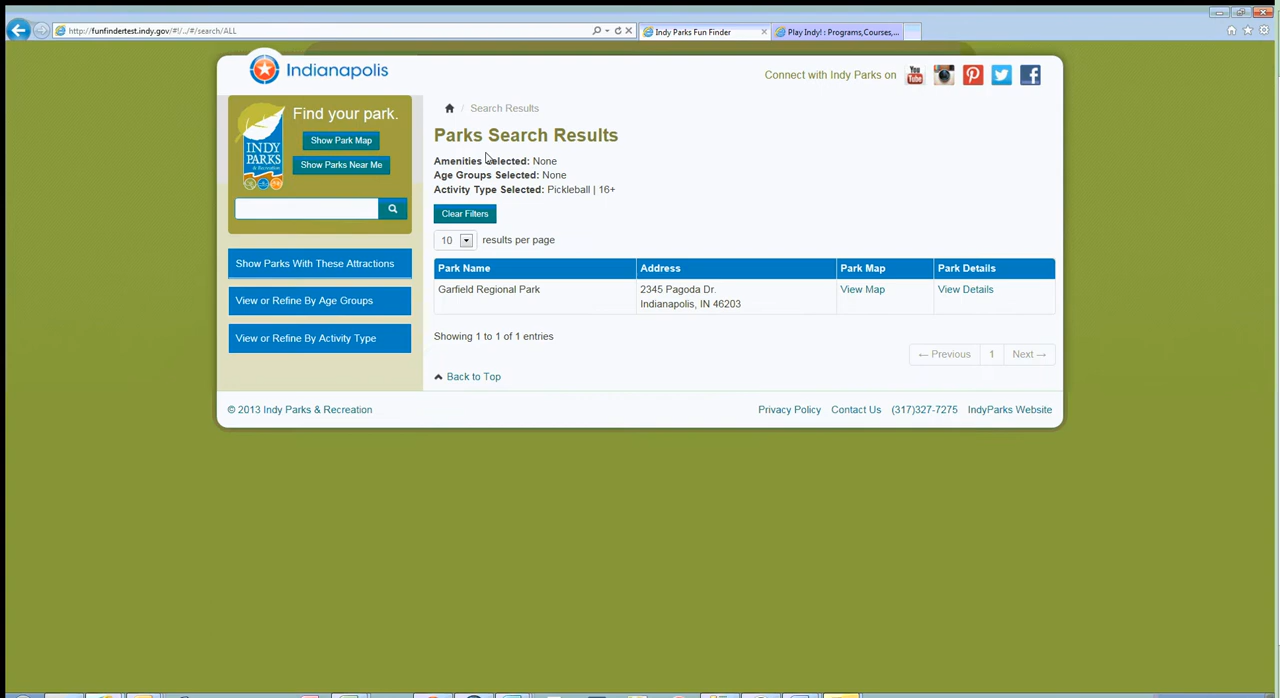 http://funfindertest.indy.gov/#!/../#/search/ALL
Indy Parks Fun Finder
Play Indy! : Programs,Courses,...
Indianapolis
Connect with Indy Parks on
You Tube
Find your park.
Show Park Map
Show Parks Near Me
INDY
PARKS
& Recreation
Show Parks With These Attractions
View or Refine By Age Groups
View or Refine By Activity Type
/ Search Results
Parks Search Results
Amenities Selected: None
Age Groups Selected: None
Activity Type Selected: Pickleball | 16+
Clear Filters
10 results per page
Park Name Address Park Map Park Details
Garfield Regional Park 2345 Pagoda Dr. View Map View Details
Indianapolis, IN 46203
Showing 1 to 1 of 1 entries
← Previous 1 Next →
Back to Top
© 2013 Indy Parks & Recreation Privacy Policy Contact Us (317)327-7275 IndyParks Website